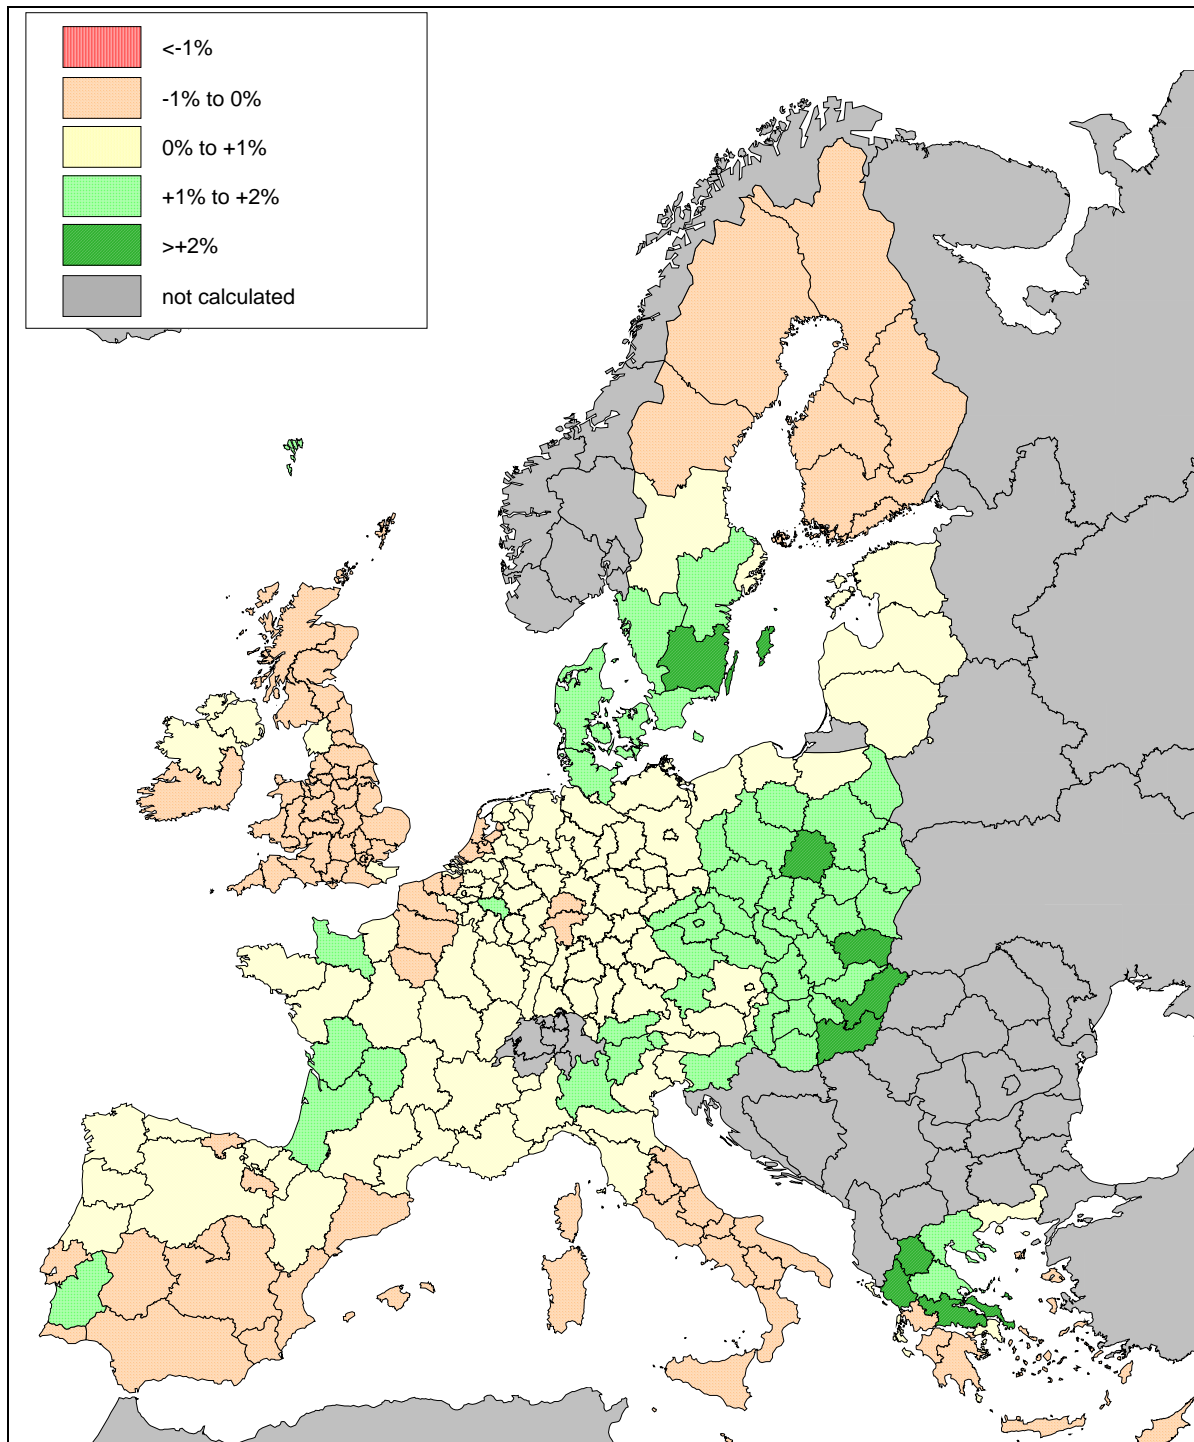 <-1%
-1% to 0%
0% to +1%
+1% to +2%
>+2%
not calculated